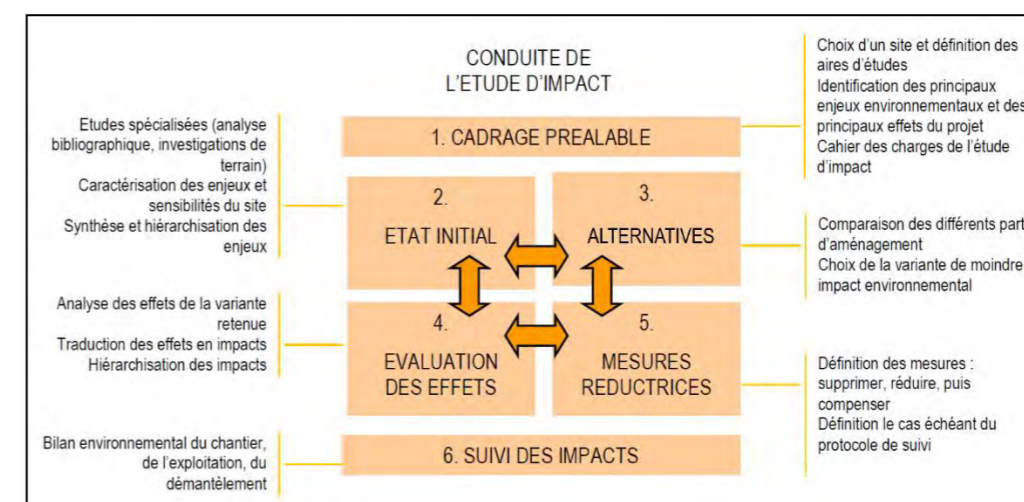 CONDUITE DE
L'ETUDE D'IMPACT
1. CADRAGE PREALABLE
Choix d'un site et définition des
aires d'études
Identification des principaux
enjeux environnementaux et des
principaux effets du projet
Cahier des charges de l'étude
d'impact
Etudes spécialisées (analyse
bibliographique, investigations de
terrain)
Caractérisation des enjeux et
sensibilités du site
Synthèse et hiérarchisation des
enjeux
2.
ETAT INITIAL
3.
ALTERNATIVES
Comparaison des différents part
d'aménagement
Choix de la variante de moindre
impact environnemental
Analyse des effets de la variante
retenue
Traduction des effets en impacts
Hiérarchisation des impacts
4.
EVALUATION
DES EFFETS
5.
MESURES
REDUCTRICES
Définition des mesures :
supprimer, réduire, puis
compenser
Définition le cas échéant du
protocole de suivi
Bilan environnemental du chantier,
de l'exploitation, du
démantèlement
6. SUIVI DES IMPACTS